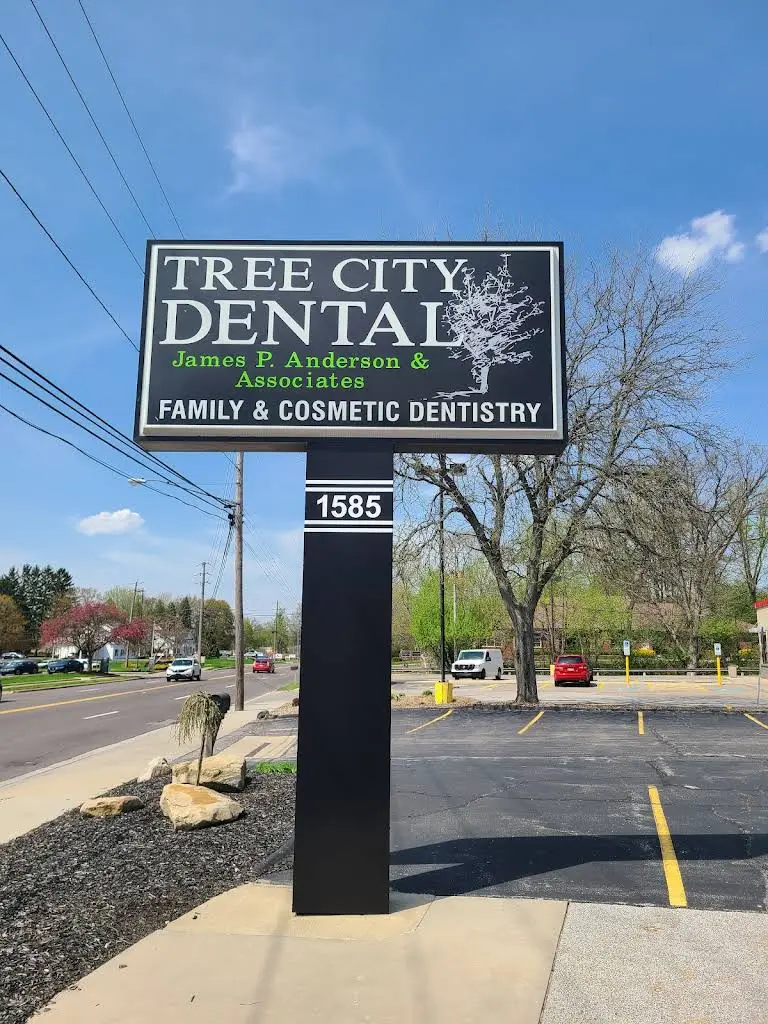 TREE CITY
DENTAL
James P. Anderson &
Associates
FAMILY & COSMETIC DENTISTRY
1585